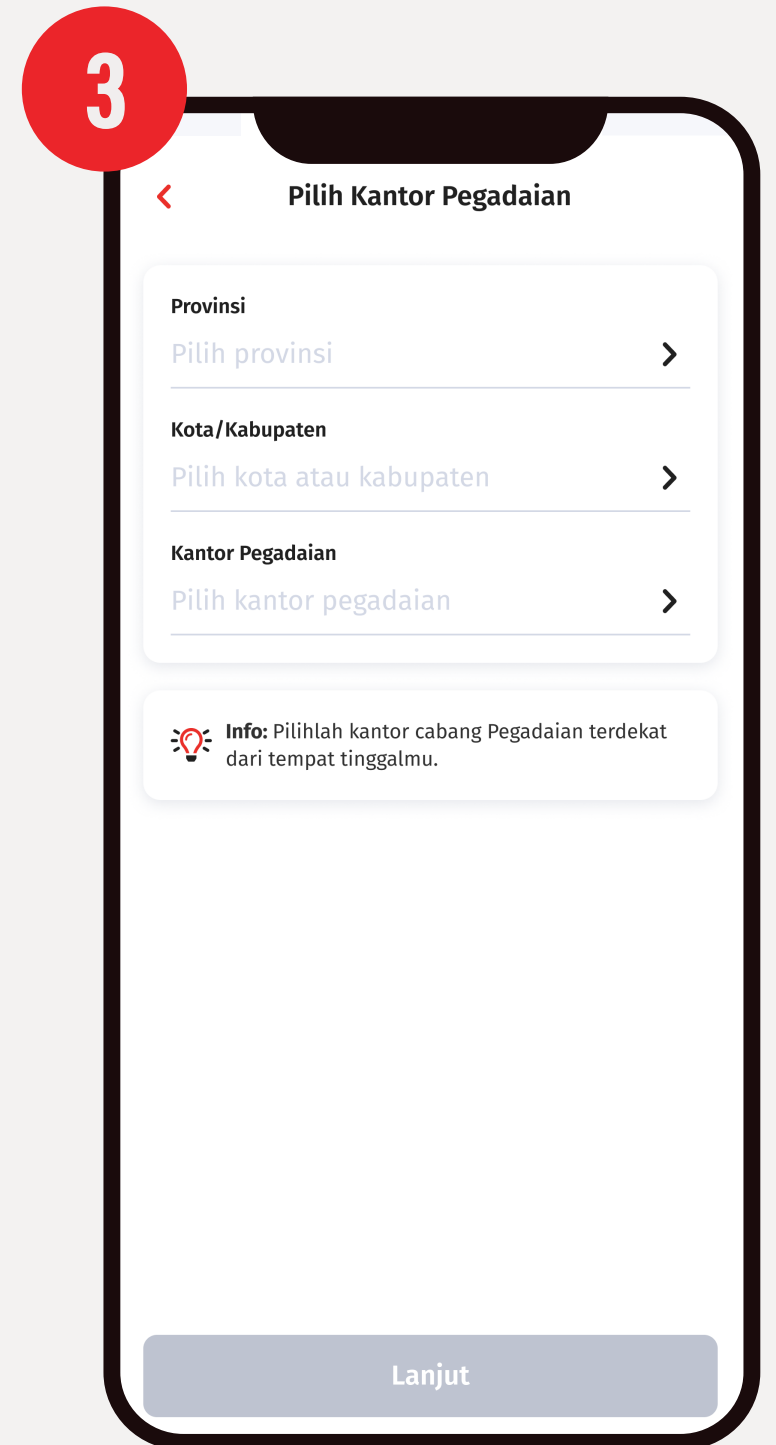 3
Pilih Kantor Pegadaian
Provinsi
Pilih provinsi
Kota/Kabupaten
Pilih kota atau kabupaten
Kantor Pegadaian
Pilih kantor pegadaian
Info: Pilihlah kantor cabang Pegadaian terdekat
dari tempat tinggalmu.
Lanjut